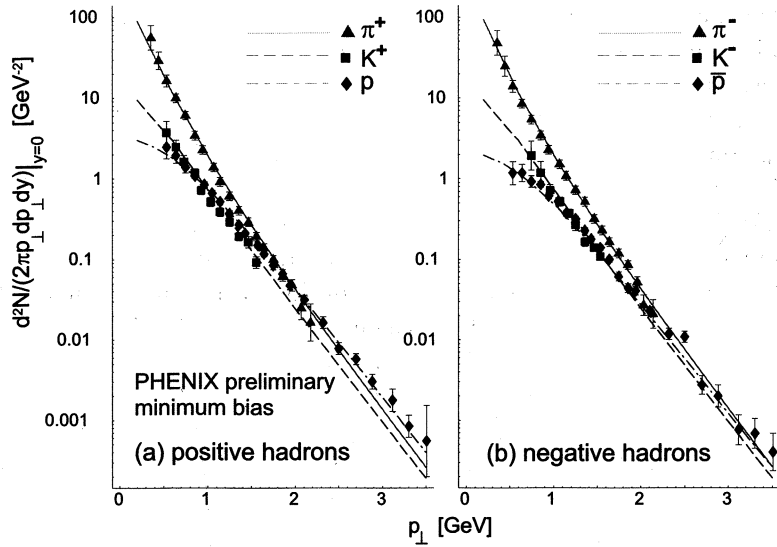 d²N/(2πp⊥dp⊥dy)|y=0 [GeV⁻²]
100
10
1
0.1
0.01
0.001
π⁺
K⁺
p
PHENIX preliminary
minimum bias
(a) positive hadrons
0
1
2
3
π⁻
K⁻
p̅
(b) negative hadrons
0
1
2
3
p⊥ [GeV]